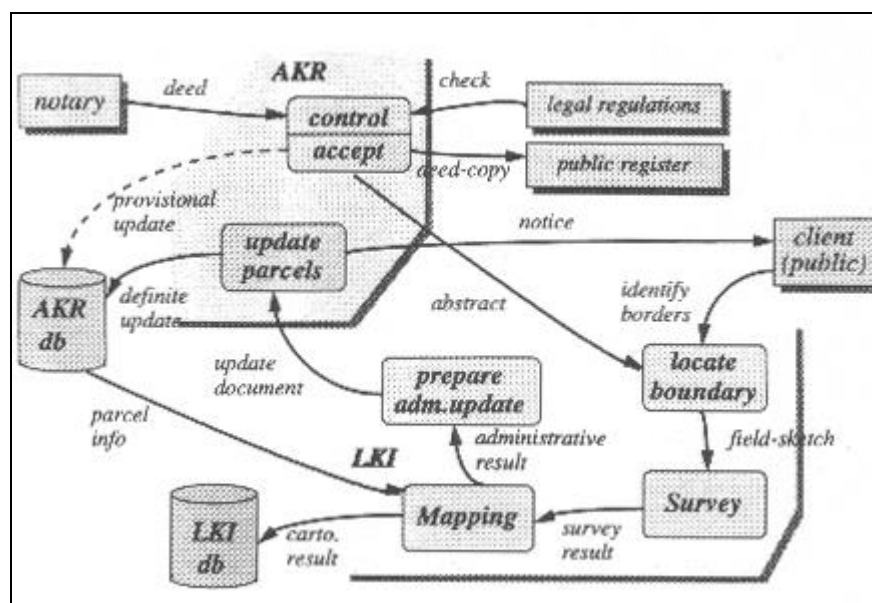 AKR
notary
deed
check
control
accept
legal regulations
deed-copy
public register
provisional
update
notice
update
parcels
client
(public)
AKR
db
definite
update
abstract
identify
borders
update
document
prepare
adm.update
locate
boundary
parcel
info
LKI
administrative
result
field-sketch
LKI
db
carto.
result
Mapping
survey
result
Survey